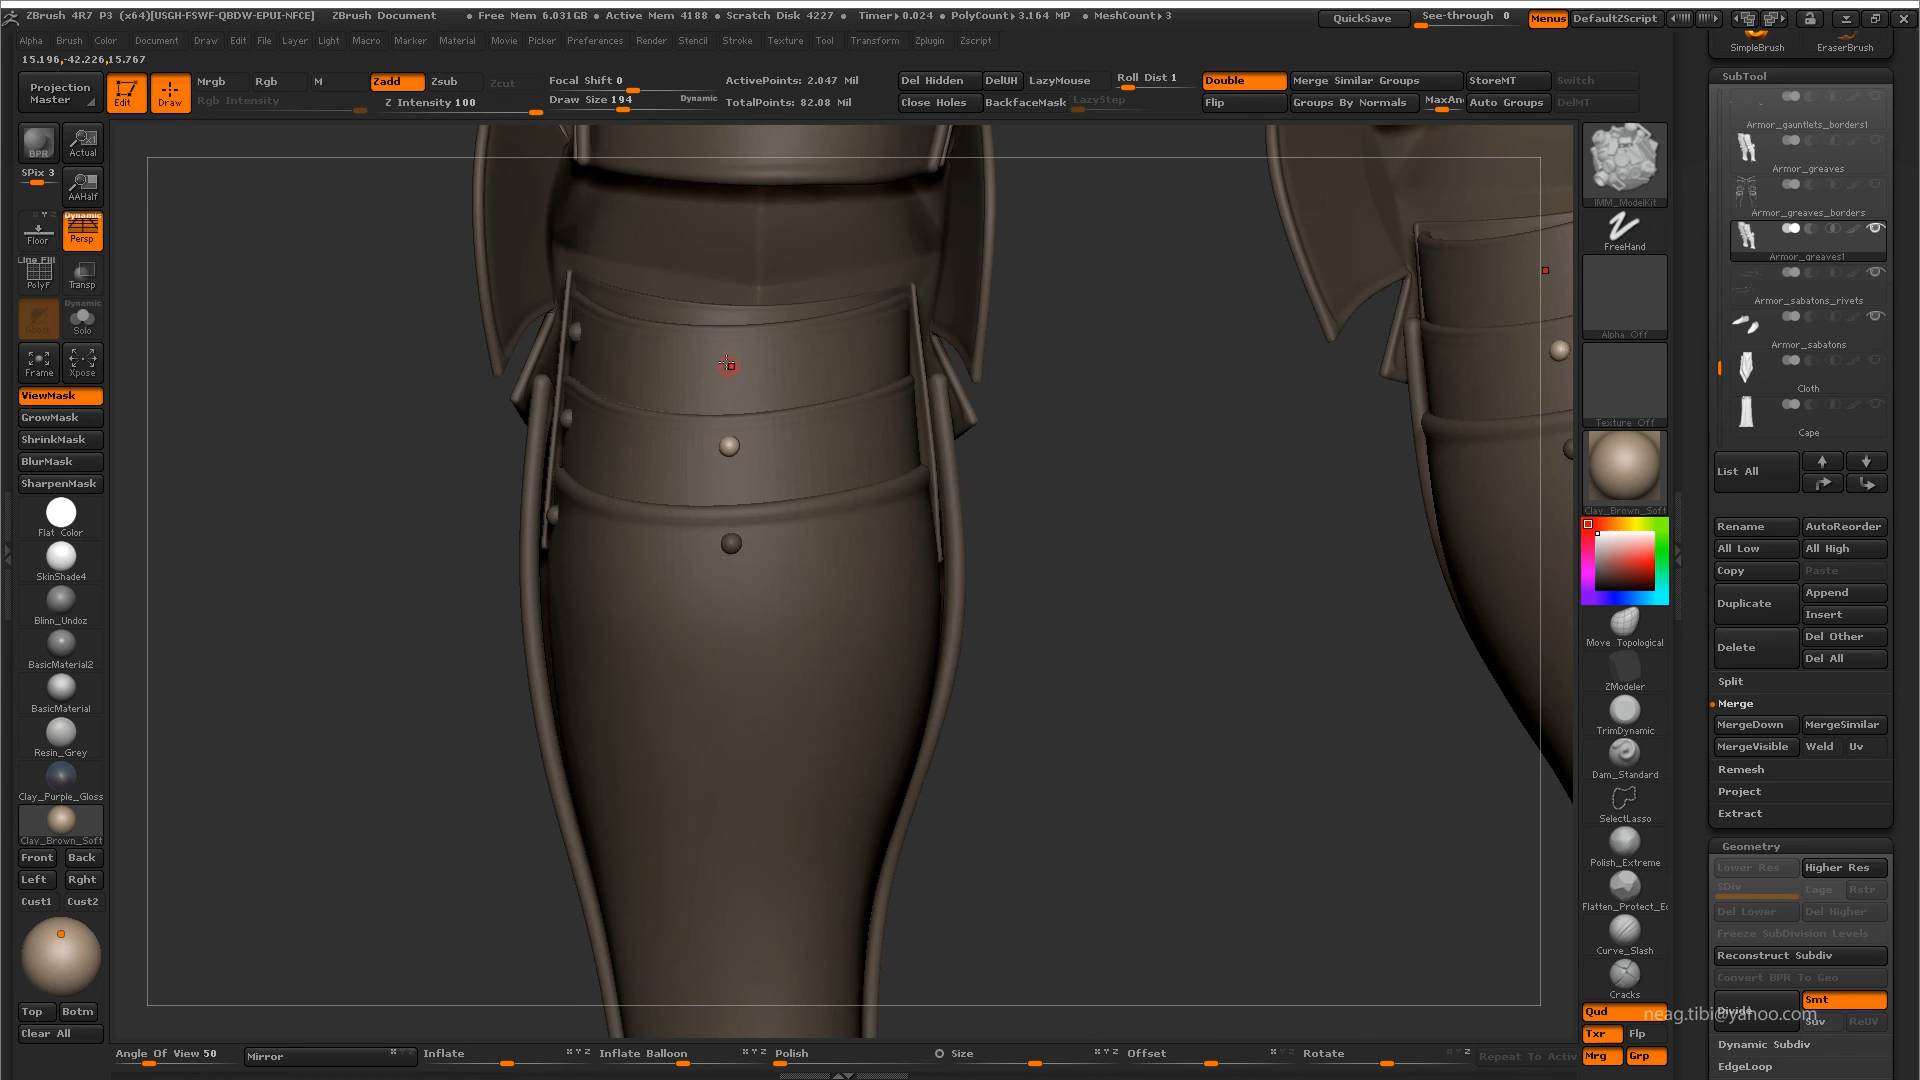 ZBrush 4R7 P3 (x64)[USGH-FSWF-QBDW-EPUI-NFCE] ZBrush Document • Free Mem 6.031GB • Active Mem 4188 • Scratch Disk 4227 • Timer▸0.024 • PolyCount▸3.164 MP • MeshCount▸3 QuickSave See-through 0 Menus DefaultZScript
Alpha Brush Color Document Draw Edit File Layer Light Macro Marker Material Movie Picker Preferences Render Stencil Stroke Texture Tool Transform Zplugin Zscript
15.196,-42.226,15.767
SimpleBrush EraserBrush
Projection Master
Edit
Draw
Mrgb Rgb M Zadd Zsub Zcut
Rgb Intensity Z Intensity 100
Focal Shift 0
Draw Size 194 Dynamic
ActivePoints: 2.047 Mil
TotalPoints: 82.08 Mil
Del Hidden DelUH LazyMouse Roll Dist 1
Close Holes BackfaceMask LazyStep
Double Merge Similar Groups StoreMT Switch
Flip Groups By Normals MaxAn Auto Groups DelMT
BPR Actual
SPix 3 AAHalf
Floor Dynamic Persp
Line Fill PolyF Transp
Ghost Dynamic Solo
Frame Xpose
ViewMask
GrowMask
ShrinkMask
BlurMask
SharpenMask
Flat Color
SkinShade4
Blinn_Undoz
BasicMaterial2
BasicMaterial
Resin_Grey
Clay_Purple_Gloss
Clay_Brown_Soft
Front Back
Left Rght
Cust1 Cust2
Top Botm
Clear All
IMM_ModelKit
FreeHand
Alpha Off
Texture Off
Clay_Brown_Soft
Move Topological
ZModeler
TrimDynamic
Dam_Standard
SelectLasso
Polish_Extreme
Flatten_Protect_Ec
Curve_Slash
Cracks
Qud
Txr Flp
Mrg Grp
SubTool
Armor_gauntlets_borders1
Armor_greaves
Armor_greaves_borders
Armor_greaves1
Armor_sabatons_rivets
Armor_sabatons
Cloth
Cape
List All
Rename AutoReorder
All Low All High
Copy Paste
Duplicate Append
Insert
Delete Del Other
Del All
Split
Merge
MergeDown MergeSimilar
MergeVisible Weld Uv
Remesh
Project
Extract
Geometry
Lower Res Higher Res
SDiv Cage Rstr
Del Lower Del Higher
Freeze SubDivision Levels
Reconstruct Subdiv
Convert BPR To Geo
Divide Smt
Suv ReUV
neag.tibi@yahoo.com
Dynamic Subdiv
EdgeLoop
Angle Of View 50 Mirror Inflate Inflate Balloon Polish Size Offset Rotate Repeat To Activ